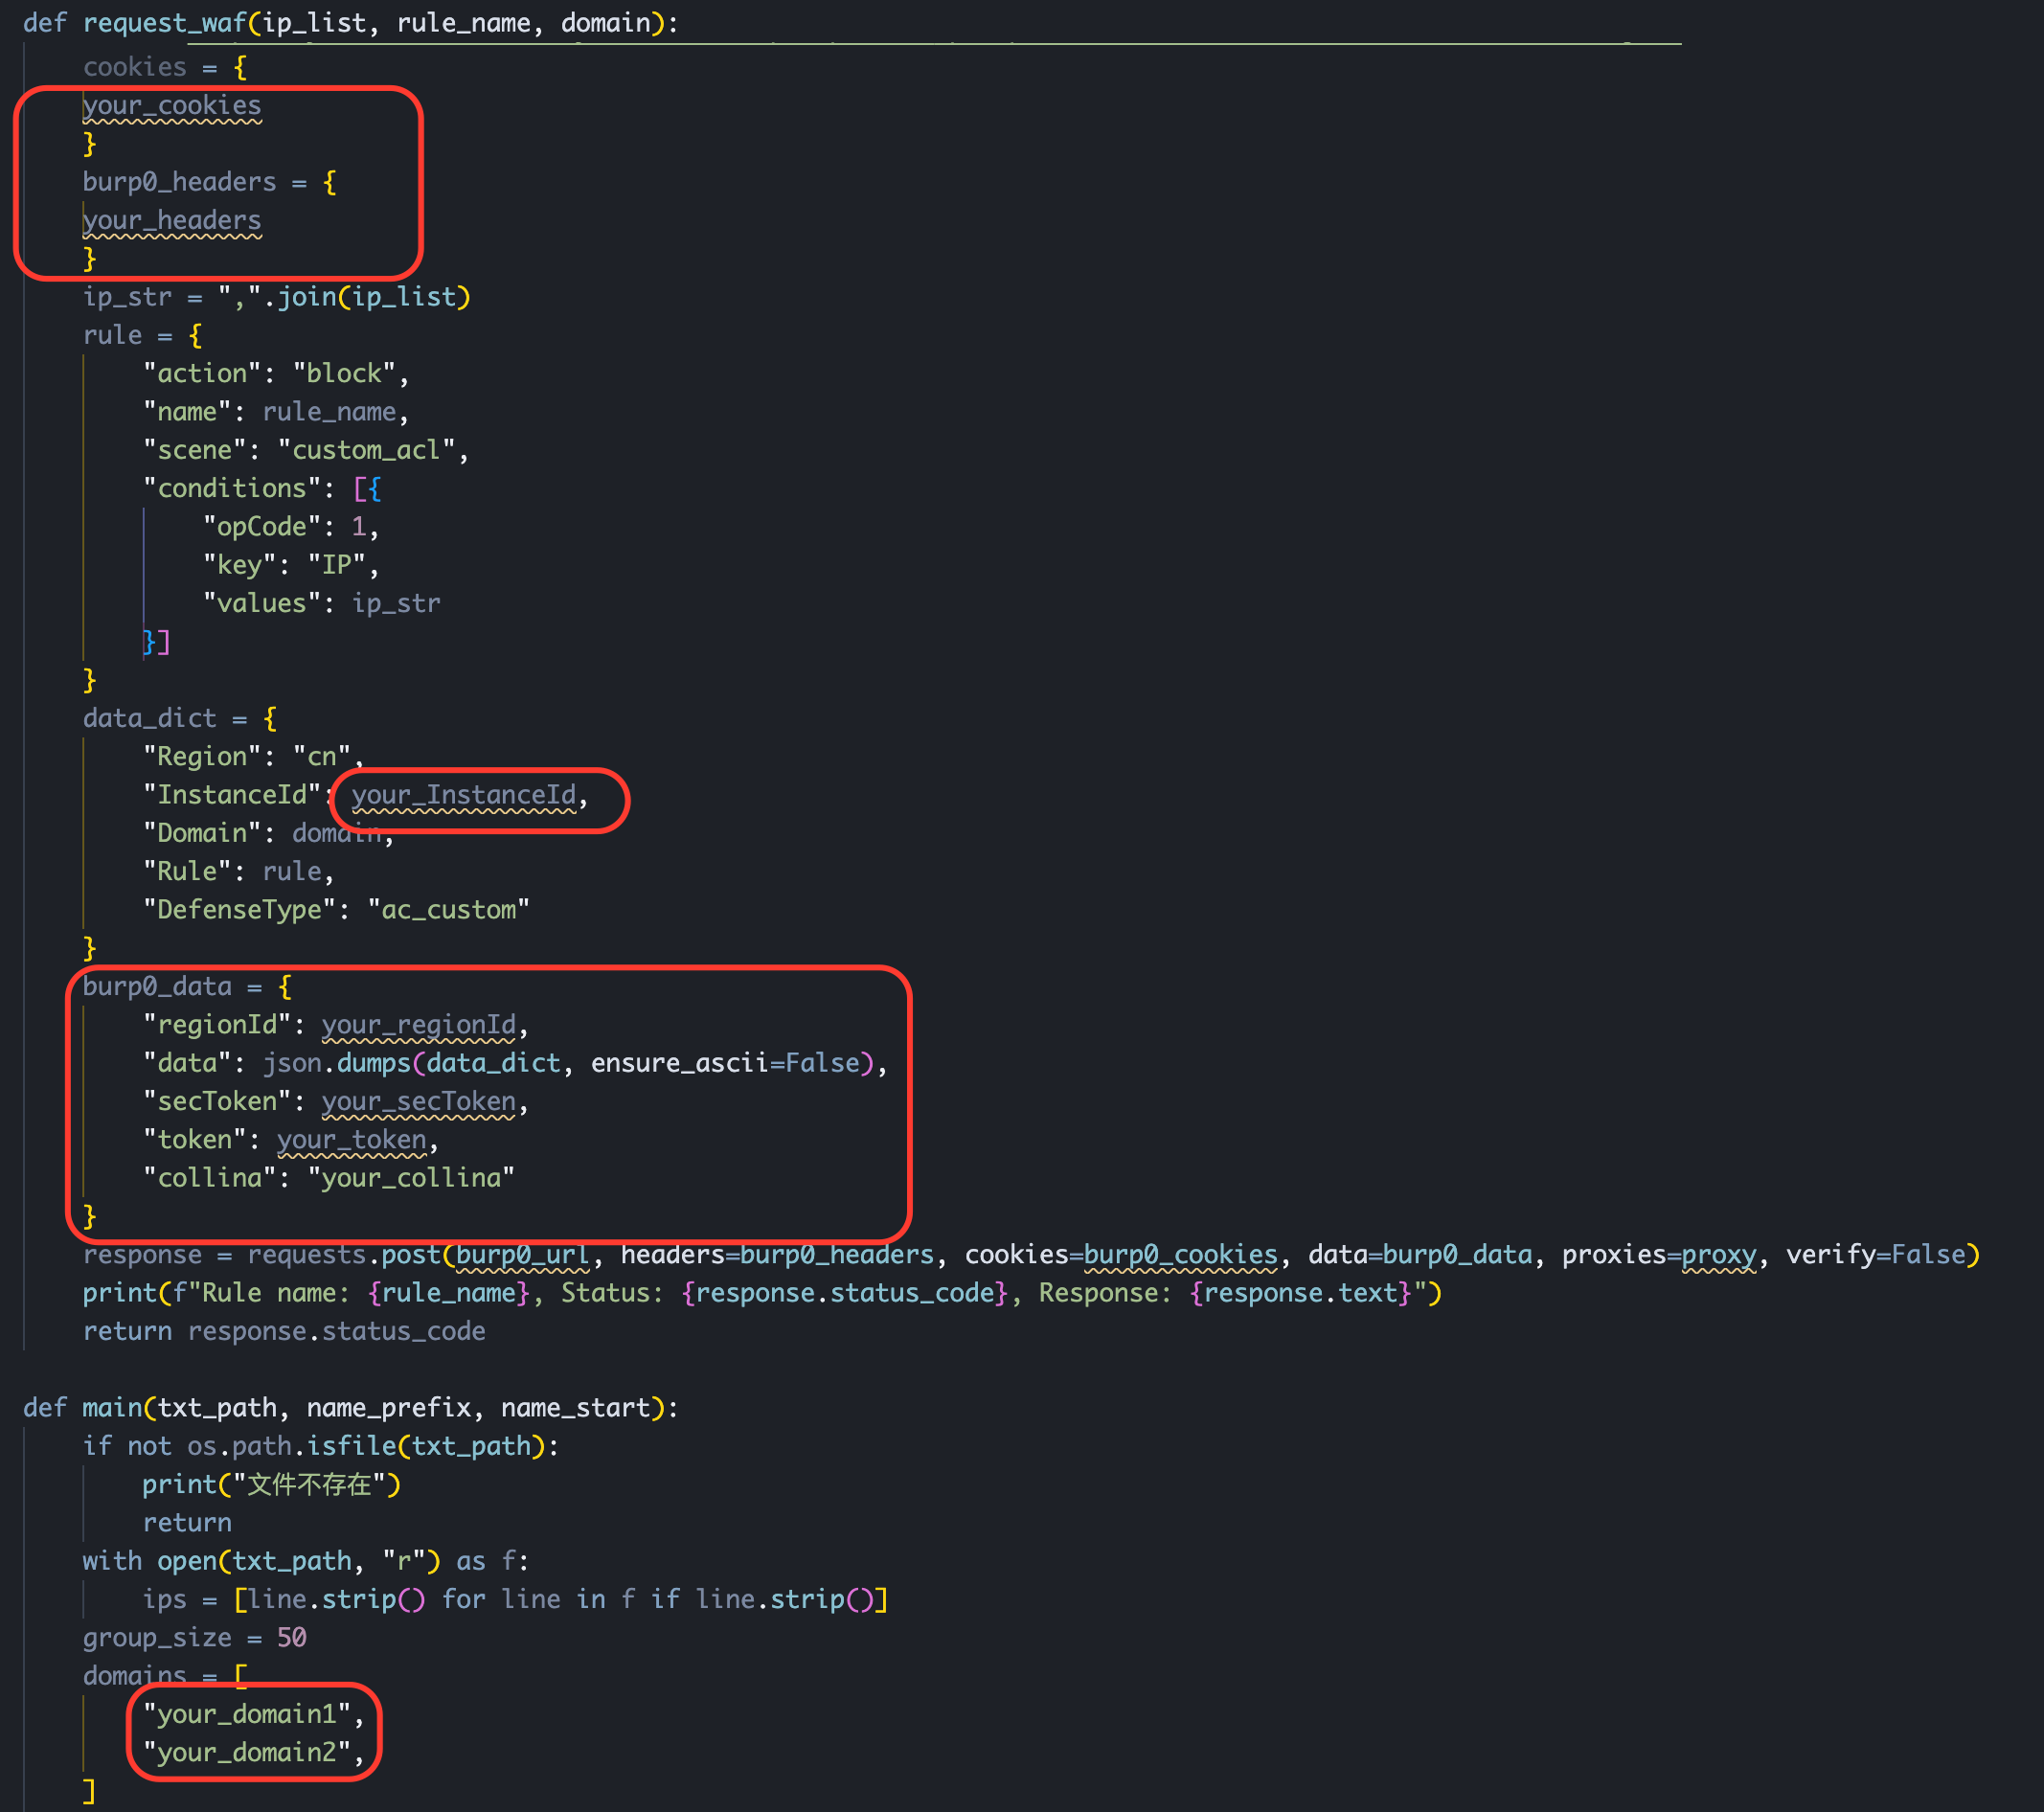 def request_waf(ip_list, rule_name, domain):
    cookies = {
    your_cookies
    }
    burp0_headers = {
    your_headers
    }
    ip_str = ",".join(ip_list)
    rule = {
        "action": "block",
        "name": rule_name,
        "scene": "custom_acl",
        "conditions": [{
            "opCode": 1,
            "key": "IP",
            "values": ip_str
        }]
    }
    data_dict = {
        "Region": "cn",
        "InstanceId": your_InstanceId,
        "Domain": domain,
        "Rule": rule,
        "DefenseType": "ac_custom"
    }
    burp0_data = {
        "regionId": your_regionId,
        "data": json.dumps(data_dict, ensure_ascii=False),
        "secToken": your_secToken,
        "token": your_token,
        "collina": "your_collina"
    }
    response = requests.post(burp0_url, headers=burp0_headers, cookies=burp0_cookies, data=burp0_data, proxies=proxy, verify=False)
    print(f"Rule name: {rule_name}, Status: {response.status_code}, Response: {response.text}")
    return response.status_code

def main(txt_path, name_prefix, name_start):
    if not os.path.isfile(txt_path):
        print("文件不存在")
        return
    with open(txt_path, "r") as f:
        ips = [line.strip() for line in f if line.strip()]
    group_size = 50
    domains = [
        "your_domain1",
        "your_domain2",
    ]